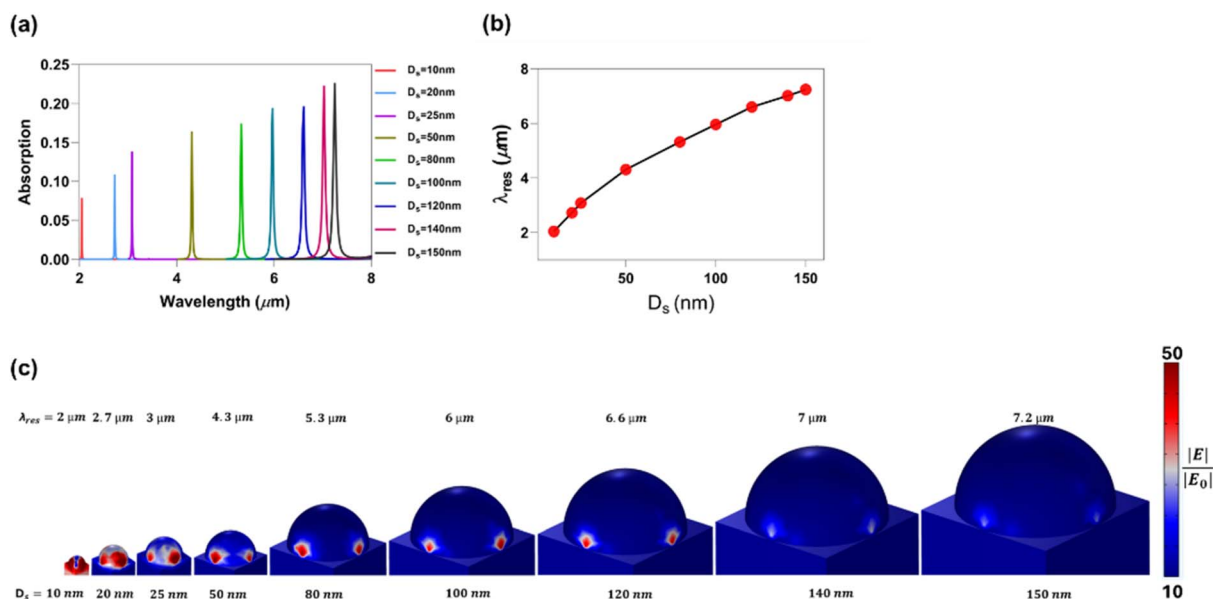 (a)
0.25
0.20
0.15
0.10
0.05
0.00
Absorption
2 4 6 8
Wavelength (μm)
Dₛ=10nm
Dₛ=20nm
Dₛ=25nm
Dₛ=50nm
Dₛ=80nm
Dₛ=100nm
Dₛ=120nm
Dₛ=140nm
Dₛ=150nm
(b)
8
6
4
2
λres (μm)
50 100 150
Dₛ (nm)
(c)
λres = 2 μm 2.7 μm 3 μm 4.3 μm 5.3 μm 6 μm 6.6 μm 7 μm 7.2 μm
Dₛ = 10 nm 20 nm 25 nm 50 nm 80 nm 100 nm 120 nm 140 nm 150 nm
50
|E|
|E₀|
10